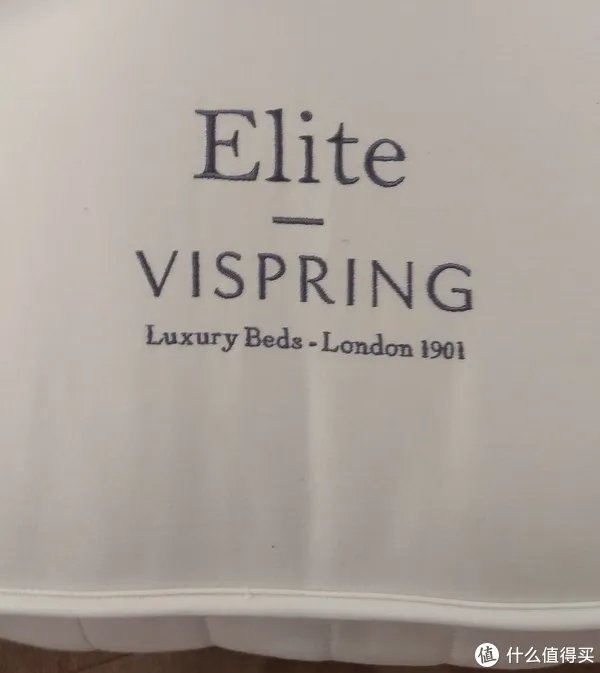 Elite
VISPRING
Luxury Beds - London 1901
值 什么值得买